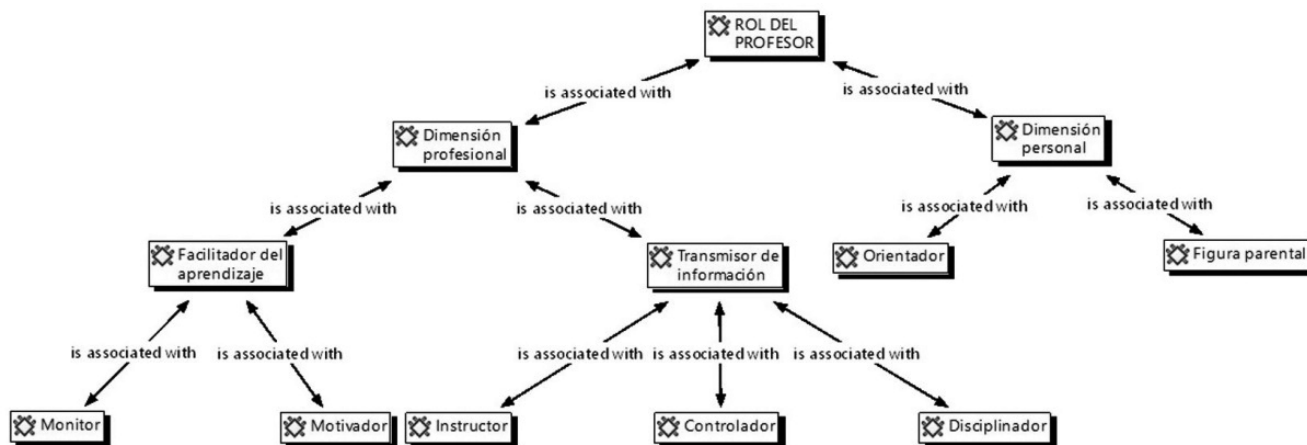 ROL DEL
PROFESOR
is associated with
is associated with
Dimensión
profesional
Dimensión
personal
is associated with
is associated with
is associated with
is associated with
Facilitador del
aprendizaje
Transmisor de
información
Orientador
Figura parental
is associated with
is associated with
is associated with
is associated with
is associated with
Monitor
Motivador
Instructor
Controlador
Disciplinador